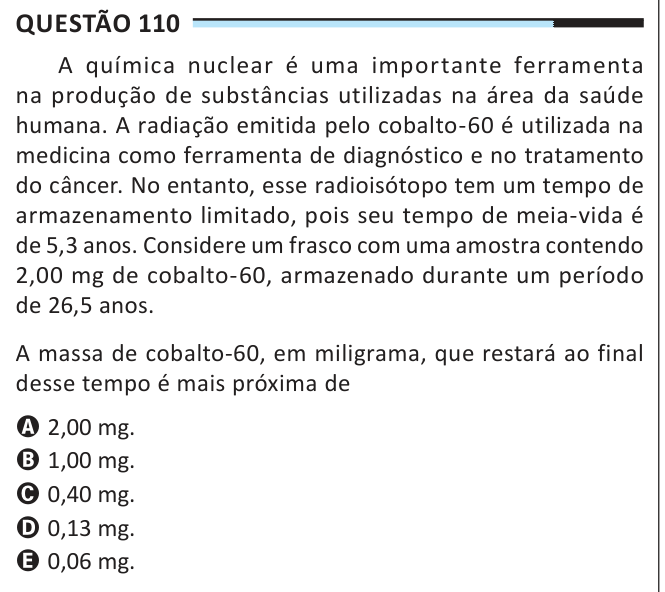 QUESTÃO 110
A química nuclear é uma importante ferramenta
na produção de substâncias utilizadas na área da saúde
humana. A radiação emitida pelo cobalto-60 é utilizada na
medicina como ferramenta de diagnóstico e no tratamento
do câncer. No entanto, esse radioisótopo tem um tempo de
armazenamento limitado, pois seu tempo de meia-vida é
de 5,3 anos. Considere um frasco com uma amostra contendo
2,00 mg de cobalto-60, armazenado durante um período
de 26,5 anos.
A massa de cobalto-60, em miligrama, que restará ao final
desse tempo é mais próxima de
A 2,00 mg.
B 1,00 mg.
C 0,40 mg.
D 0,13 mg.
E 0,06 mg.